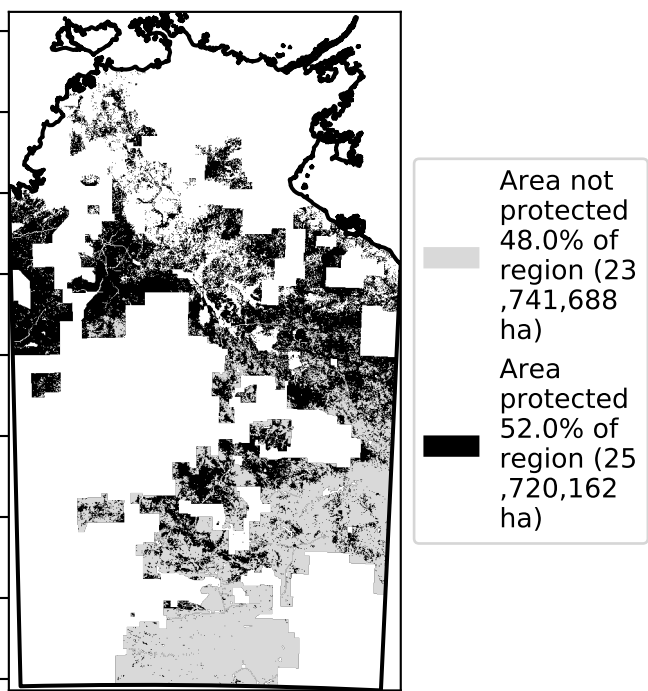 Area not
protected
48.0% of
region (23
,741,688
ha)
Area
protected
52.0% of
region (25
,720,162
ha)